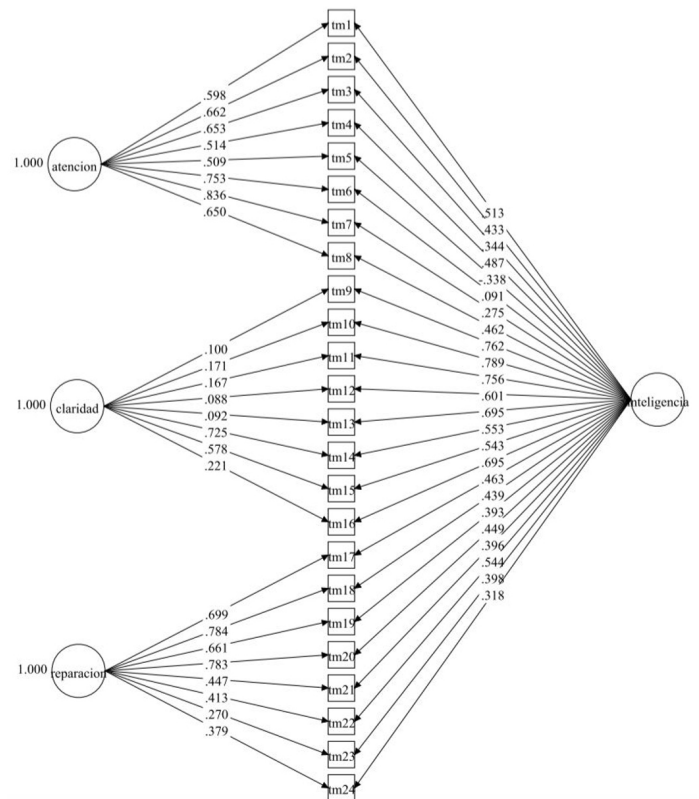 tm1
tm2
tm3
tm4
tm5
tm6
tm7
tm8
tm9
tm10
tm11
tm12
tm13
tm14
tm15
tm16
tm17
tm18
tm19
tm20
tm21
tm22
tm23
tm24
1.000 atencion
.598
.662
.653
.514
.509
.753
.836
.650
1.000 claridad
.100
.171
.167
.088
.092
.725
.578
.221
1.000 reparacion
.699
.784
.661
.783
.447
.413
.270
.379
inteligencia
.513
.433
.344
.487
-.338
.091
.275
.462
.762
.789
.756
.601
.695
.553
.543
.695
.463
.439
.393
.449
.396
.544
.398
.318